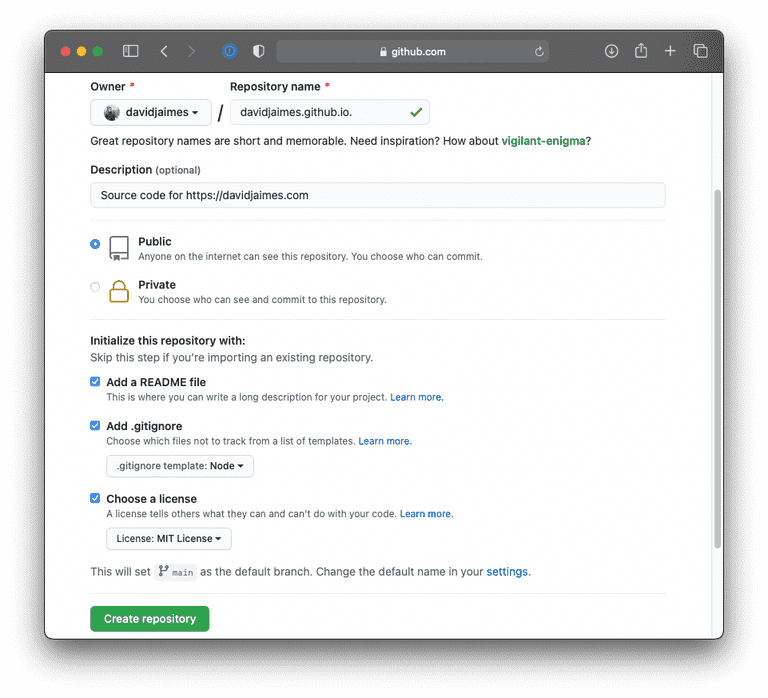 github.com
Owner * Repository name *
davidjaimes / davidjaimes.github.io.
Great repository names are short and memorable. Need inspiration? How about vigilant-enigma?
Description (optional)
Source code for https://davidjaimes.com
Public
Anyone on the internet can see this repository. You choose who can commit.
Private
You choose who can see and commit to this repository.
Initialize this repository with:
Skip this step if you're importing an existing repository.
Add a README file
This is where you can write a long description for your project. Learn more.
Add .gitignore
Choose which files not to track from a list of templates. Learn more.
.gitignore template: Node
Choose a license
A license tells others what they can and can't do with your code. Learn more.
License: MIT License
This will set main as the default branch. Change the default name in your settings.
Create repository